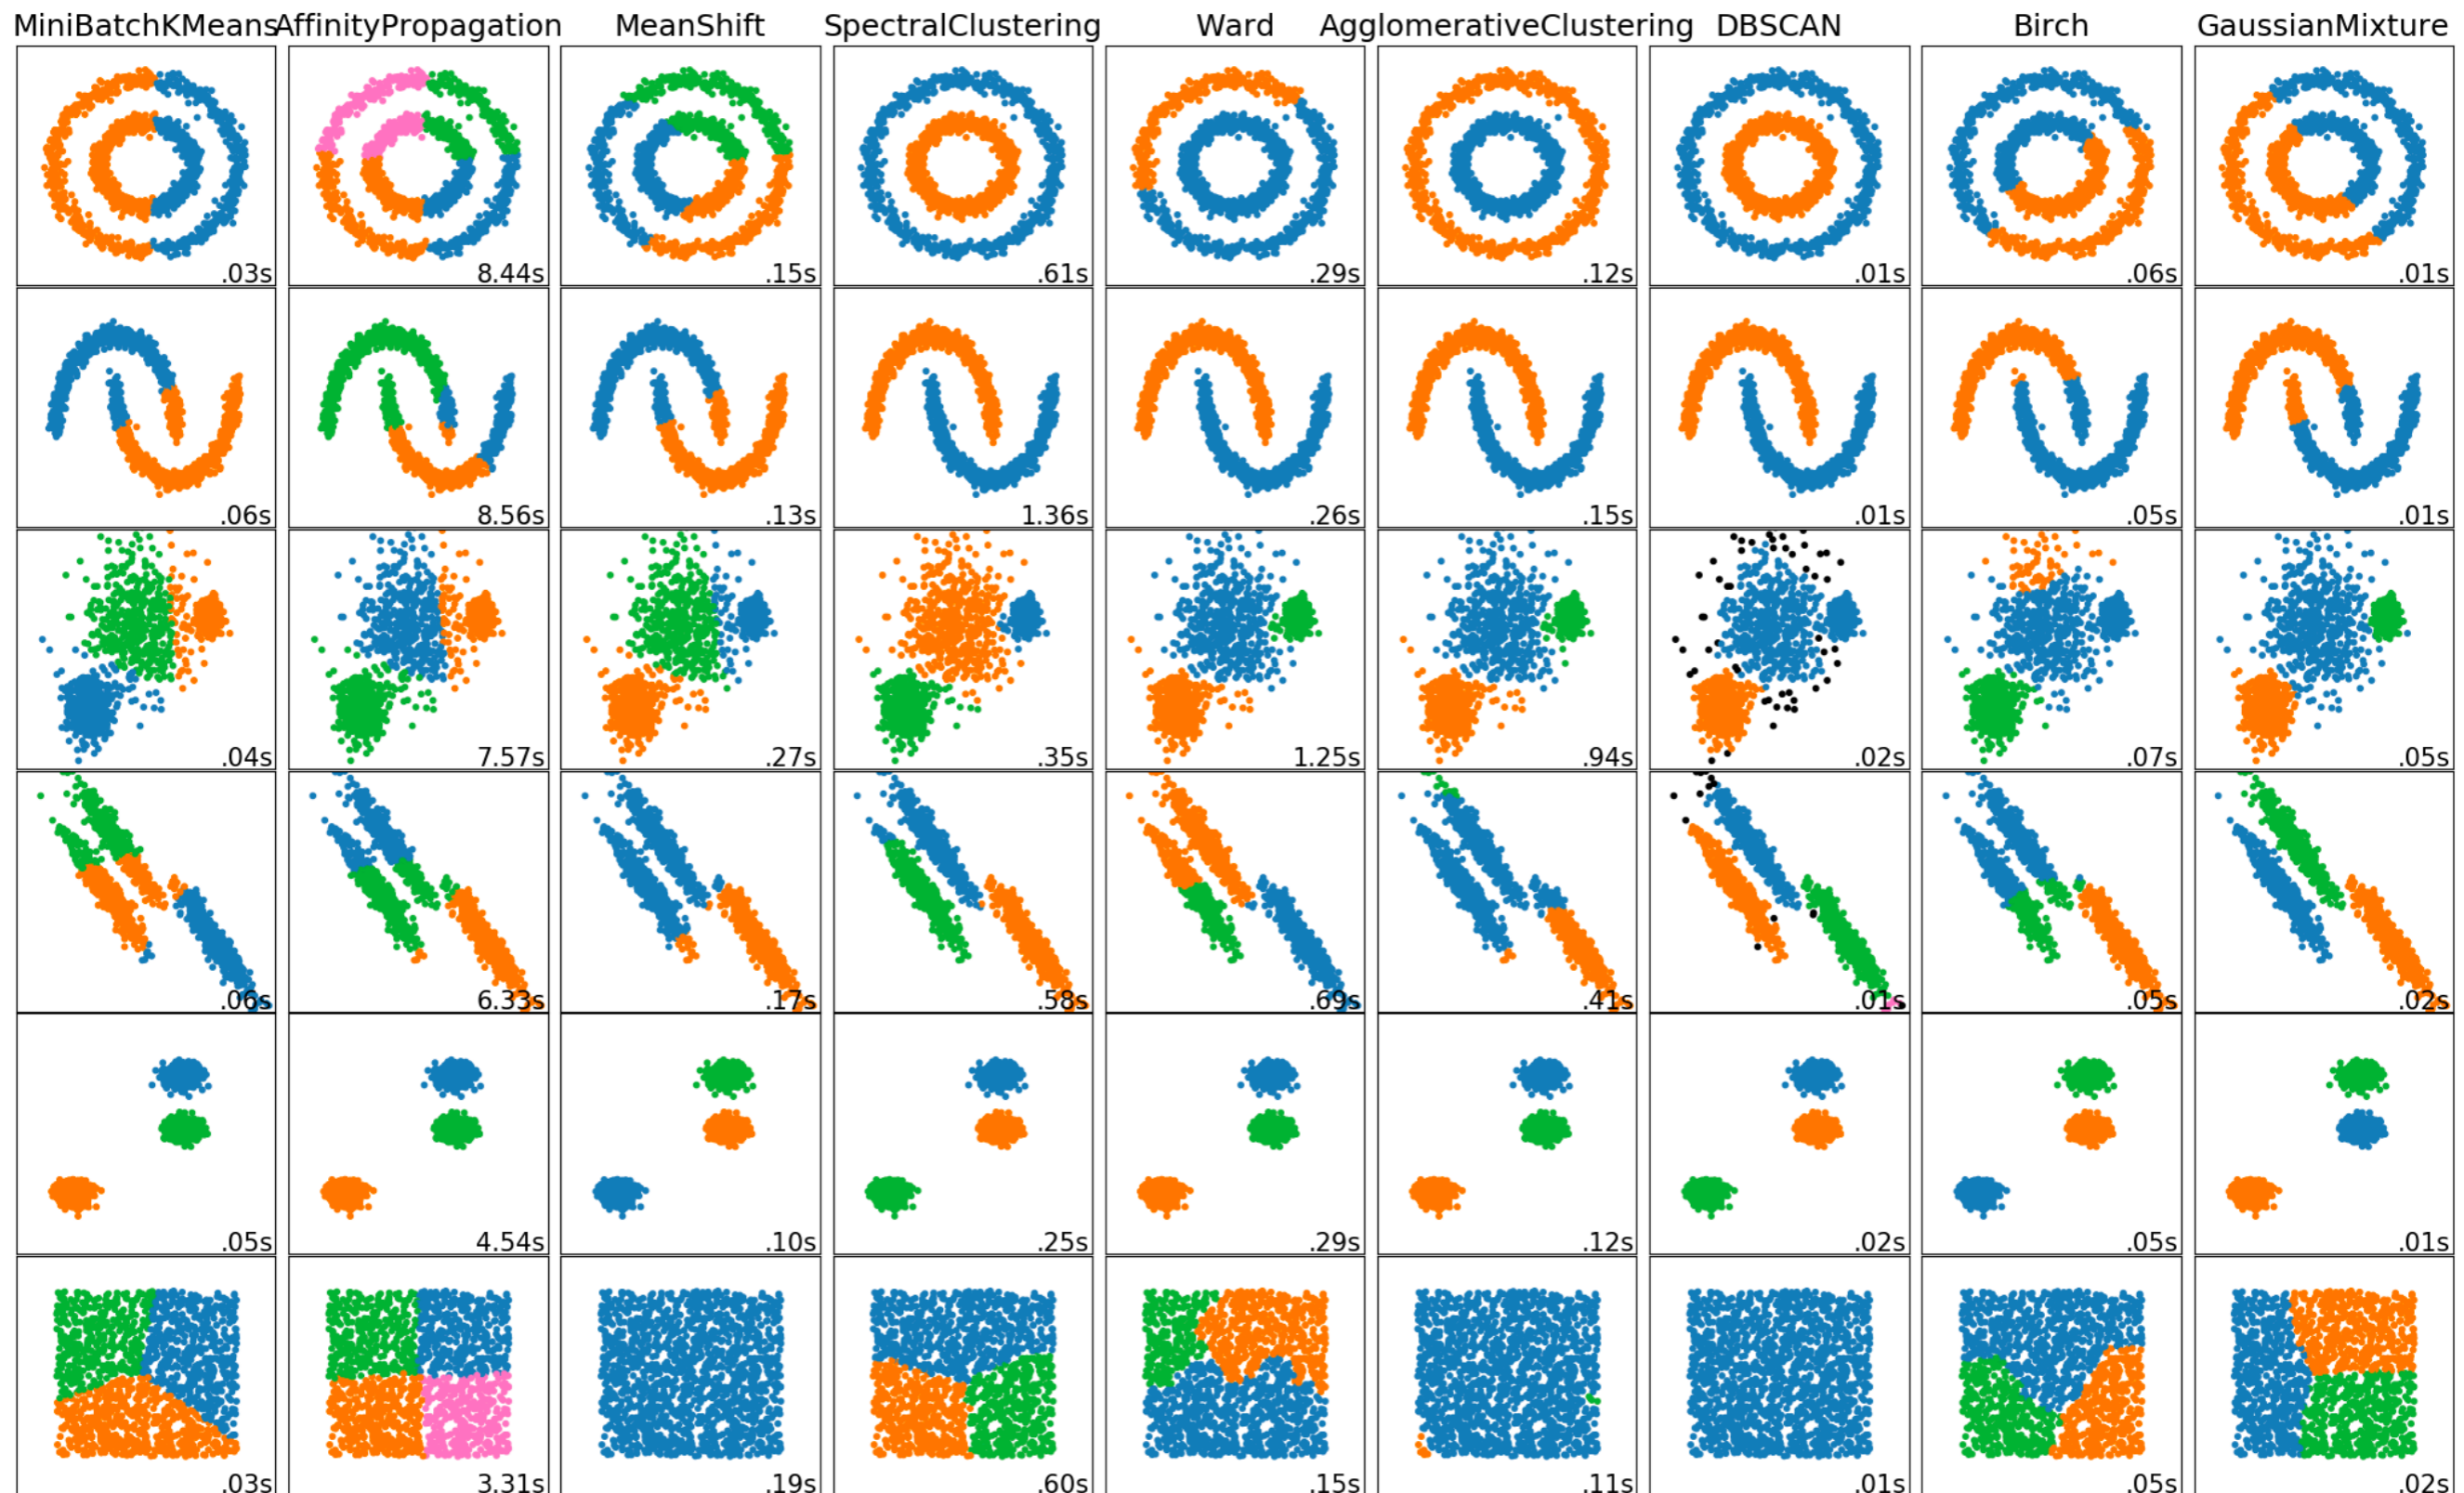 MiniBatchKMeans AffinityPropagation MeanShift SpectralClustering Ward AgglomerativeClustering DBSCAN Birch GaussianMixture
.03s 8.44s .15s .61s .29s .12s .01s .06s .01s
.06s 8.56s .13s 1.36s .26s .15s .01s .05s .01s
.04s 7.57s .27s .35s 1.25s .94s .02s .07s .05s
.06s 6.33s .17s .58s .69s .41s .01s .05s .02s
.05s 4.54s .10s .25s .29s .12s .02s .05s .01s
.03s 3.31s .19s .60s .15s .11s .01s .05s .02s